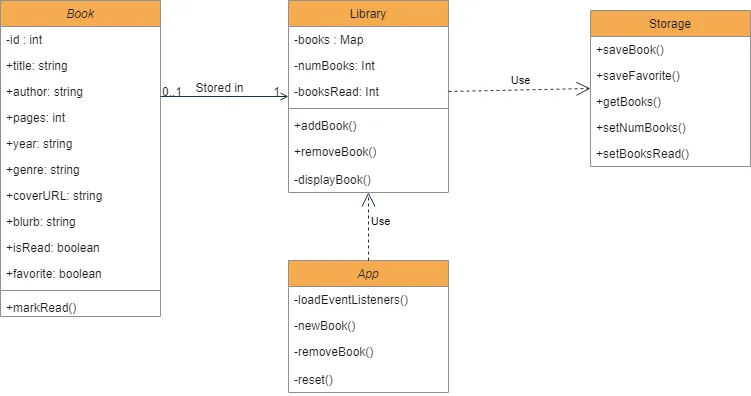 Book
-id : int
+title: string
+author: string
+pages: int
+year: string
+genre: string
+coverURL: string
+blurb: string
+isRead: boolean
+favorite: boolean
+markRead()
0..1
Stored in
1
Library
-books : Map
-numBooks: Int
-booksRead: Int
+addBook()
+removeBook()
-displayBook()
Use
Storage
+saveBook()
+saveFavorite()
+getBooks()
+setNumBooks()
+setBooksRead()
Use
App
-loadEventListeners()
-newBook()
-removeBook()
-reset()